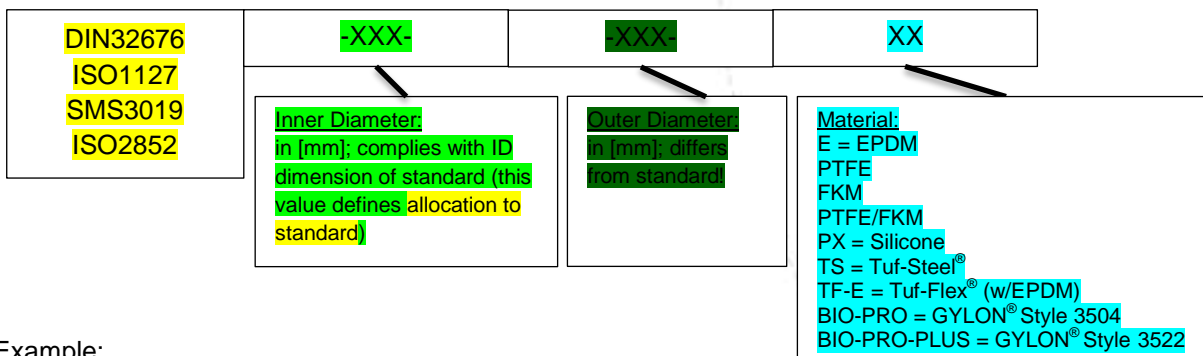 DIN32676
ISO1127
SMS3019
ISO2852
-XXX-
-XXX-
XX
Inner Diameter:
in [mm]; complies with ID
dimension of standard (this
value defines allocation to
standard)
Outer Diameter:
in [mm]; differs
from standard!
Material:
E = EPDM
PTFE
FKM
PTFE/FKM
PX = Silicone
TS = Tuf-Steel®
TF-E = Tuf-Flex® (w/EPDM)
BIO-PRO = GYLON® Style 3504
BIO-PRO-PLUS = GYLON® Style 3522
Example: